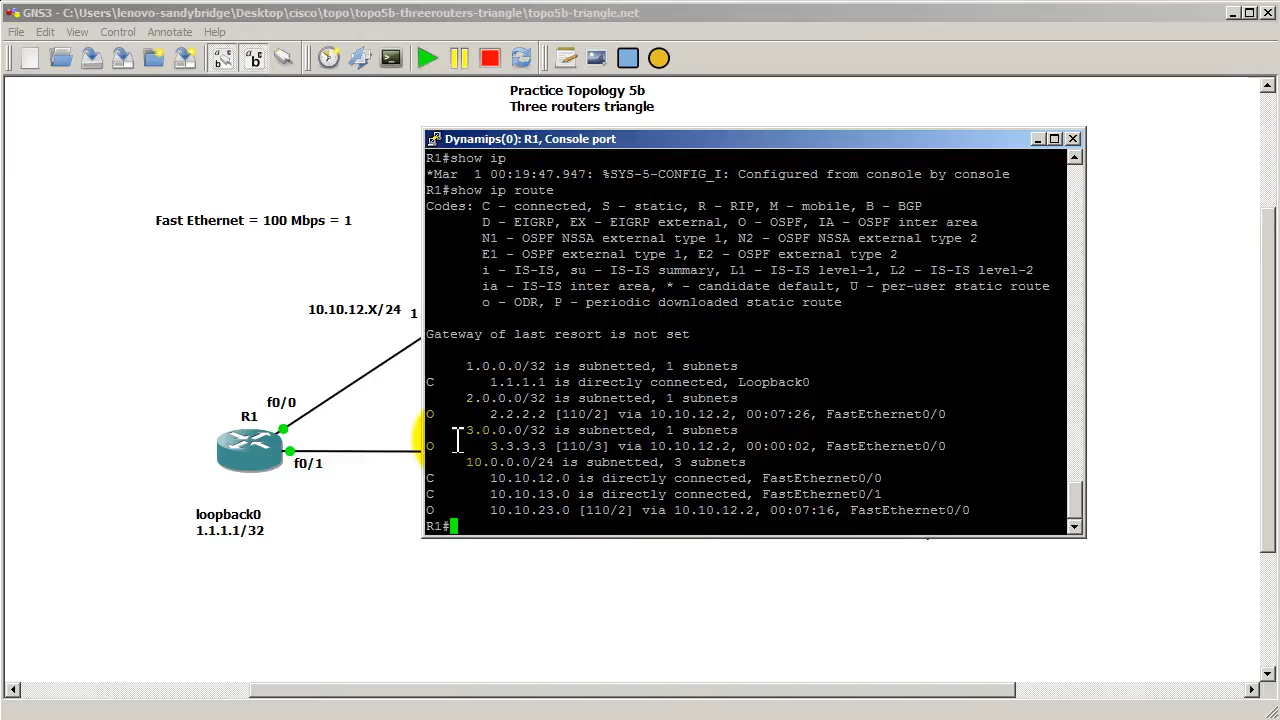 GNS3 - C:\Users\lenovo-sandybridge\Desktop\cisco\topo\topo5b-threerouters-triangle\topo5b-triangle.net
File Edit View Control Annotate Help
Practice Topology 5b
Three routers triangle
Dynamips(0): R1, Console port
R1#show ip
*Mar  1 00:19:47.947: %SYS-5-CONFIG_I: Configured from console by console
R1#show ip route
Codes: C - connected, S - static, R - RIP, M - mobile, B - BGP
       D - EIGRP, EX - EIGRP external, O - OSPF, IA - OSPF inter area
       N1 - OSPF NSSA external type 1, N2 - OSPF NSSA external type 2
       E1 - OSPF external type 1, E2 - OSPF external type 2
       i - IS-IS, su - IS-IS summary, L1 - IS-IS level-1, L2 - IS-IS level-2
       ia - IS-IS inter area, * - candidate default, U - per-user static route
       o - ODR, P - periodic downloaded static route
Gateway of last resort is not set
     1.0.0.0/32 is subnetted, 1 subnets
C       1.1.1.1 is directly connected, Loopback0
     2.0.0.0/32 is subnetted, 1 subnets
O       2.2.2.2 [110/2] via 10.10.12.2, 00:07:26, FastEthernet0/0
     3.0.0.0/32 is subnetted, 1 subnets
O       3.3.3.3 [110/3] via 10.10.12.2, 00:00:02, FastEthernet0/0
     10.0.0.0/24 is subnetted, 3 subnets
C       10.10.12.0 is directly connected, FastEthernet0/0
C       10.10.13.0 is directly connected, FastEthernet0/1
O       10.10.23.0 [110/2] via 10.10.12.2, 00:07:16, FastEthernet0/0
R1#
Fast Ethernet = 100 Mbps = 1
10.10.12.X/24
1
f0/0
R1
f0/1
loopback0
1.1.1.1/32